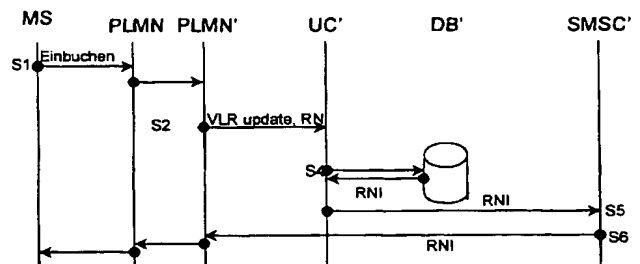 MS PLMN PLMN' UC' DB' SMSC'
S1 Einbuchen
S2
VLR update, RN
S4
RNI
RNI S5
RNI S6